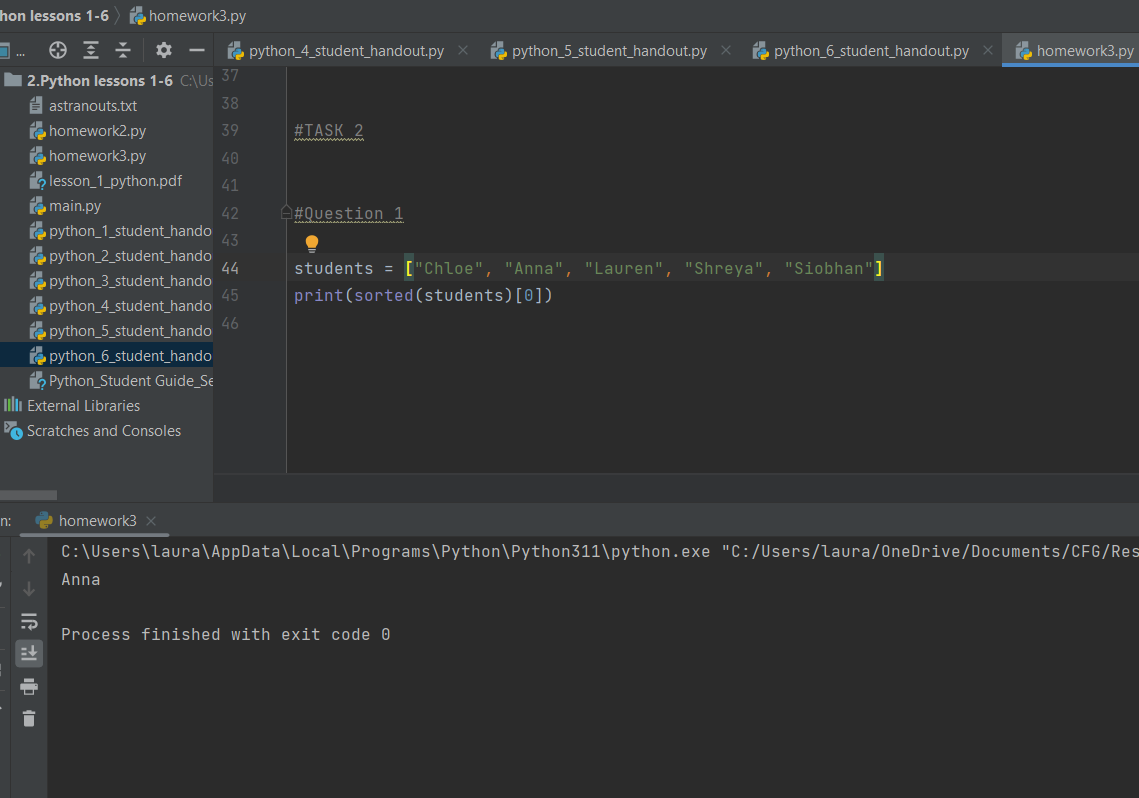 hon lessons 1-6 homework3.py
... python_4_student_handout.py python_5_student_handout.py python_6_student_handout.py homework3.py
2.Python lessons 1-6 C:\Us
astranouts.txt
homework2.py
homework3.py
lesson_1_python.pdf
main.py
python_1_student_hando
python_2_student_hando
python_3_student_hando
python_4_student_hando
python_5_student_hando
python_6_student_hando
Python_Student Guide_Se
External Libraries
Scratches and Consoles
37
38
39 #TASK 2
40
41
42 #Question 1
43
44 students = ["Chloe", "Anna", "Lauren", "Shreya", "Siobhan"]
45 print(sorted(students)[0])
46
n: homework3
C:\Users\laura\AppData\Local\Programs\Python\Python311\python.exe "C:/Users/laura/OneDrive/Documents/CFG/Res
Anna
Process finished with exit code 0